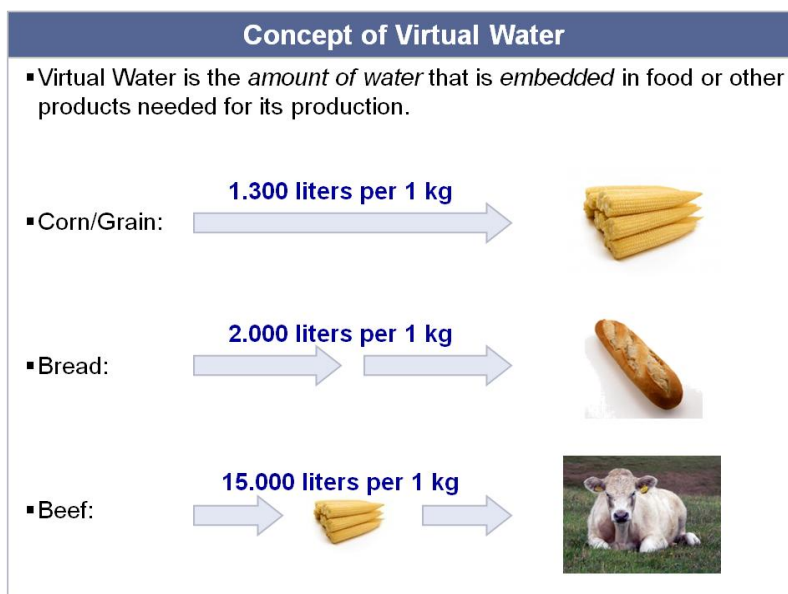 Concept of Virtual Water
▪Virtual Water is the amount of water that is embedded in food or other
products needed for its production.
1.300 liters per 1 kg
▪Corn/Grain:
2.000 liters per 1 kg
▪Bread:
15.000 liters per 1 kg
▪Beef: